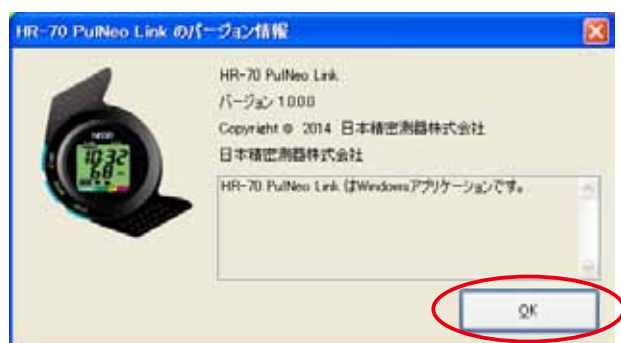 HR-70 PulNeo Link のバージョン情報
HR-70 PulNeo Link
バージョン 1.0.0.0
Copyright © 2014 日本精密測器株式会社
日本精密測器株式会社
HR-70 PulNeo Link はWindowsアプリケーションです。
10:32
68
OK